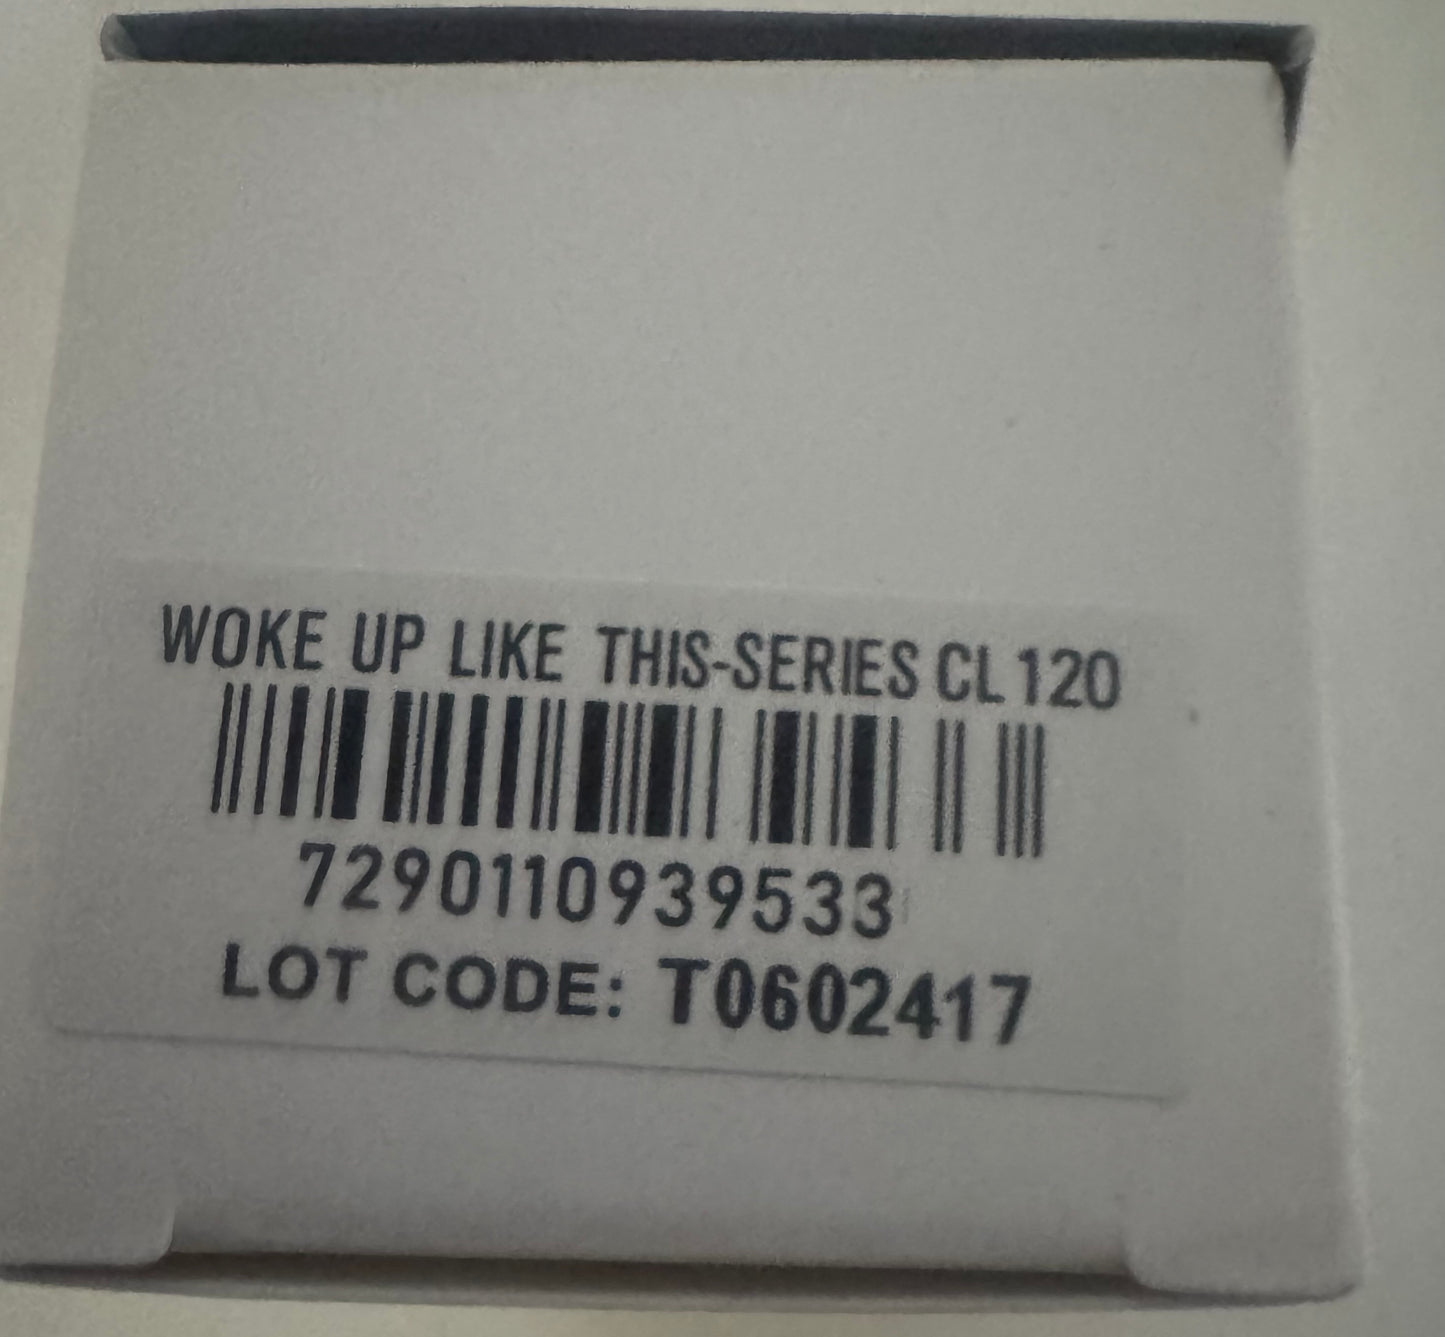 WOKE UP LIKE THIS-SERIES CL 120
7290110939533
LOT CODE: T0602417